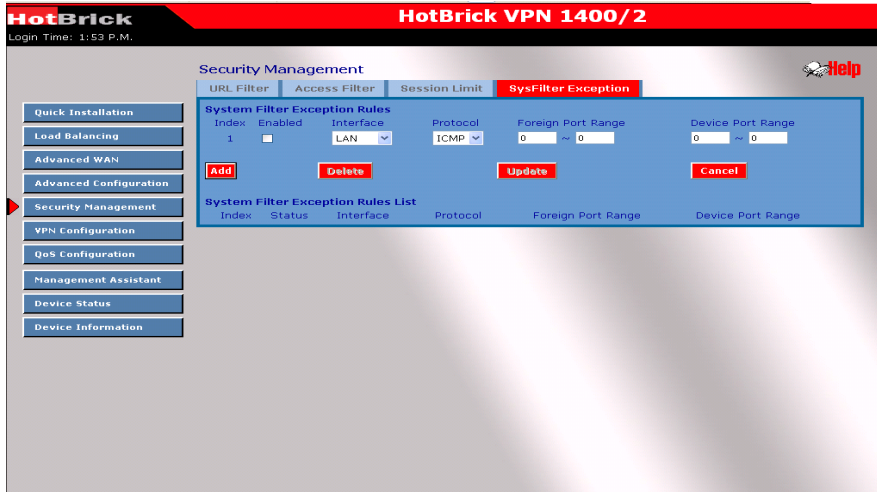 HotBrick
HotBrick VPN 1400/2
Login Time: 1:53 P.M.
Security Management
Help
URL Filter Access Filter Session Limit SysFilter Exception
Quick Installation
Load Balancing
Advanced WAN
Advanced Configuration
Security Management
VPN Configuration
QoS Configuration
Management Assistant
Device Status
Device Information
System Filter Exception Rules
Index Enabled Interface Protocol Foreign Port Range Device Port Range
1 LAN ICMP 0 ~ 0 0 ~ 0
Add Delete Update Cancel
System Filter Exception Rules List
Index Status Interface Protocol Foreign Port Range Device Port Range